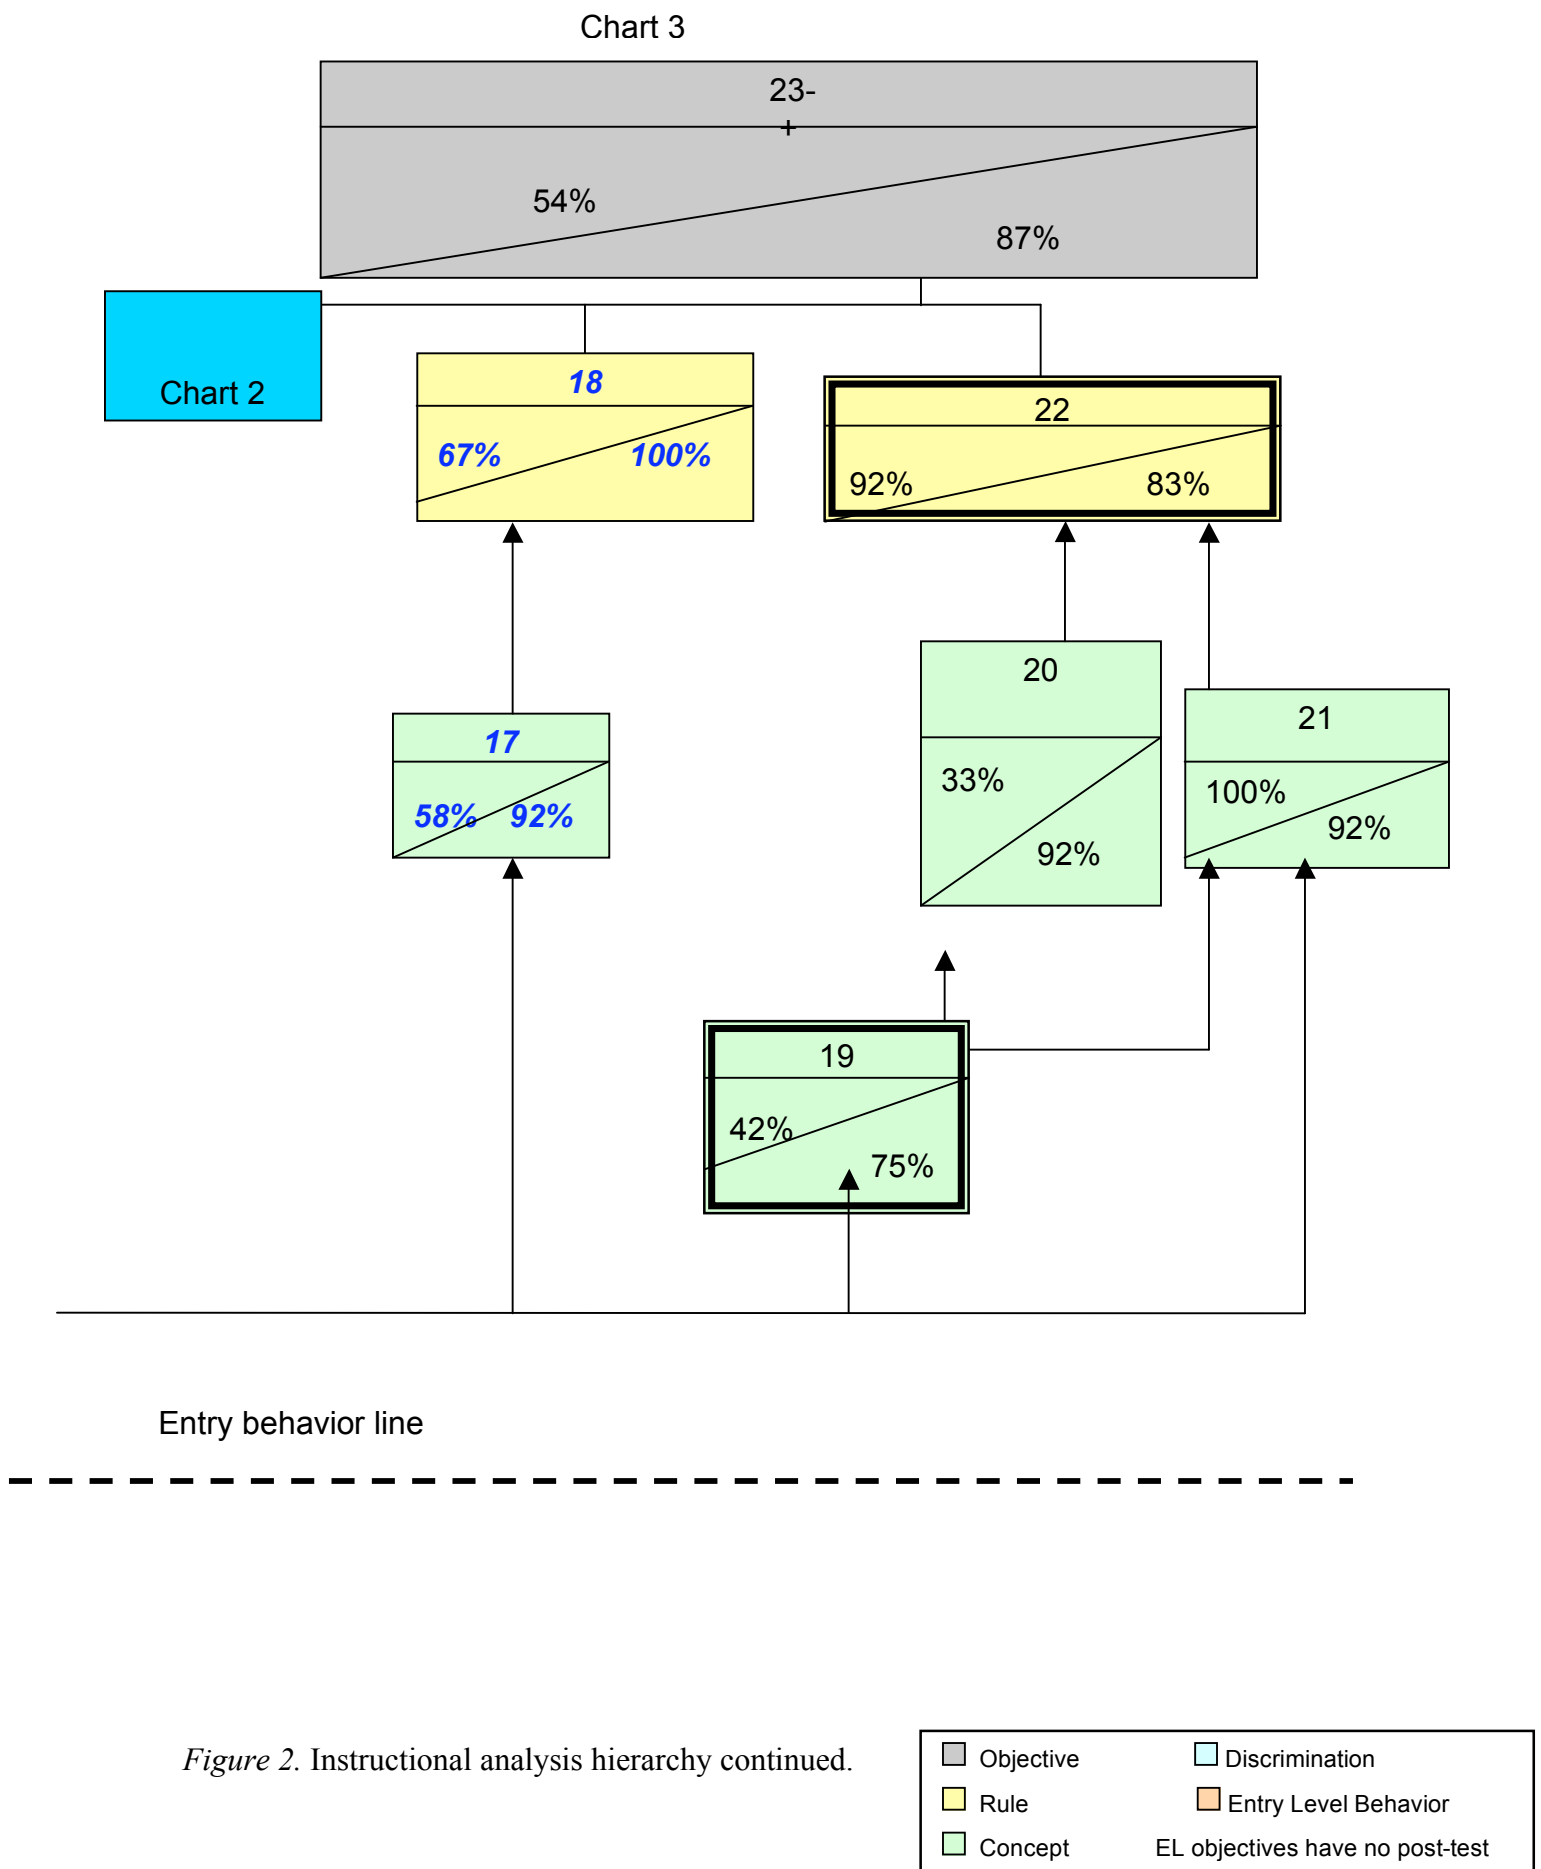 Chart 3
23-
+
54%
87%
Chart 2
18
67% 100%
22
92% 83%
20
33%
92%
21
100%
92%
17
58% 92%
19
42%
75%
Entry behavior line
Figure 2. Instructional analysis hierarchy continued.
Objective Discrimination
Rule Entry Level Behavior
Concept EL objectives have no post-test